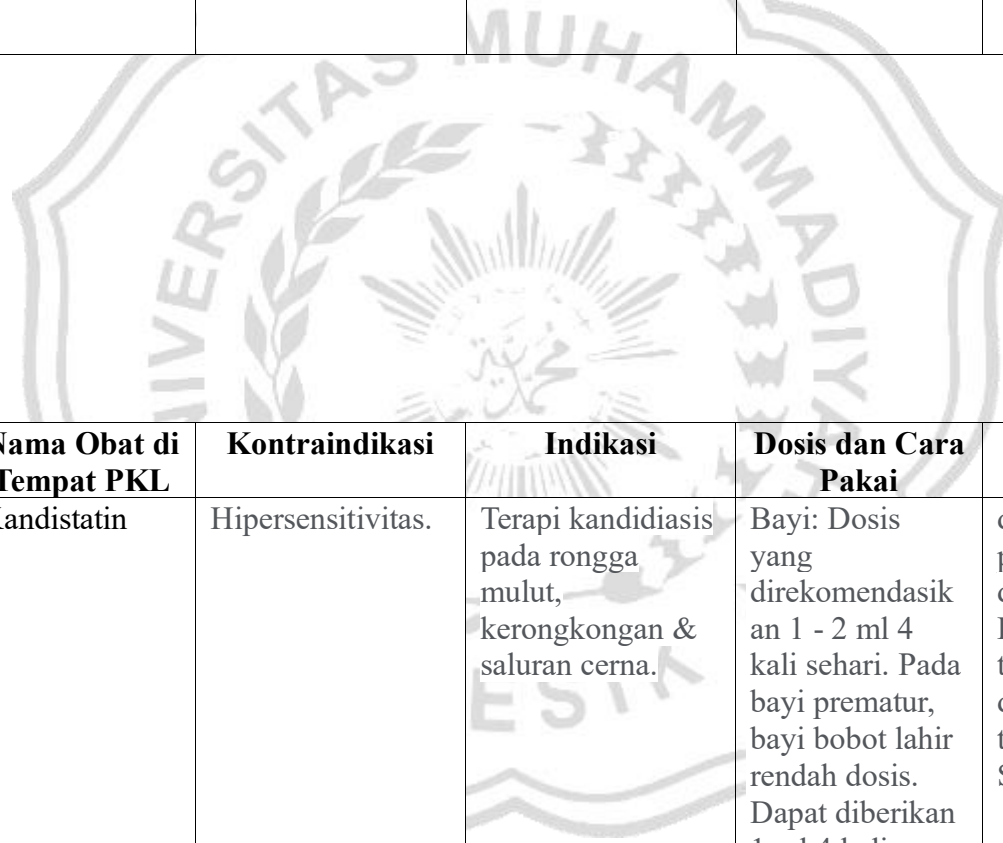 UNIVERSITAS MUHAMMADIYAH
Nama Obat di Tempat PKL
Kontraindikasi
Indikasi
Dosis dan Cara Pakai
Kandistatin
Hipersensitivitas.
Terapi kandidiasis
pada rongga
mulut,
kerongkongan &
saluran cerna.
Bayi: Dosis
yang
direkomendasik
an 1 - 2 ml 4
kali sehari. Pada
bayi prematur,
bayi bobot lahir
rendah dosis.
Dapat diberikan